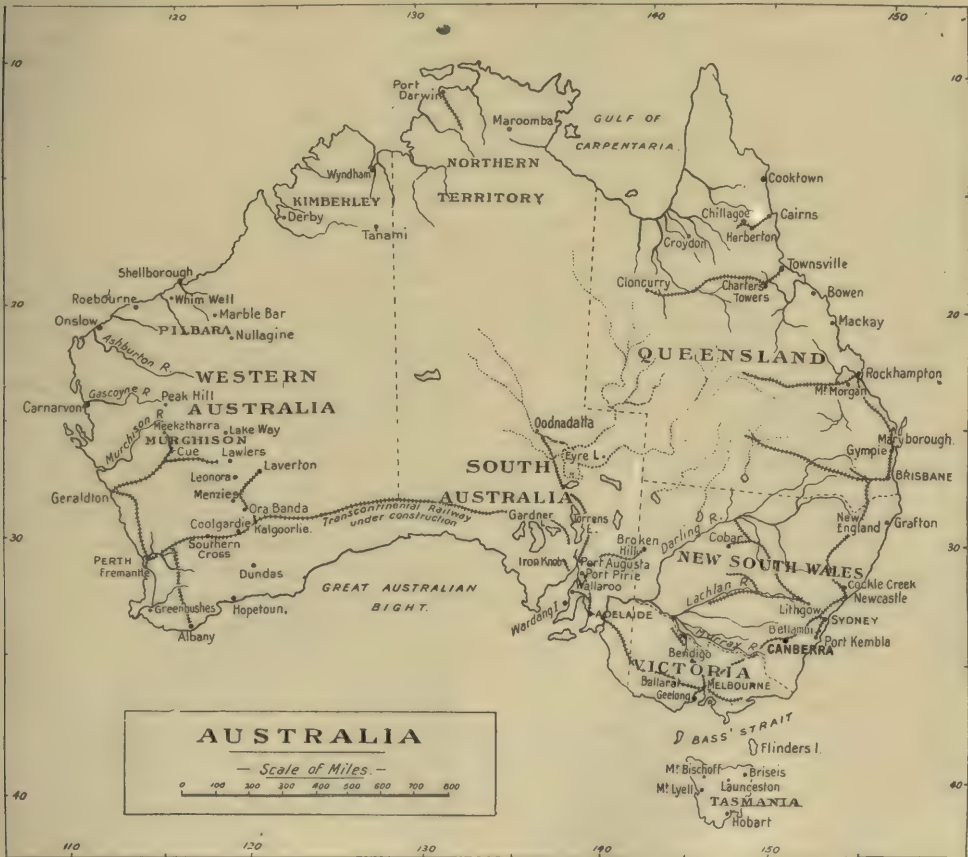 120 130 140 150
10 10
Port
Darwin
Maroomba
GULF OF
CARPENTARIA.
NORTHERN
TERRITORY
Wyndham
KIMBERLEY
Derby
Tanami
Cooktown
Chillagoe
Cairns
Herberton
Croydon
Townsville
Cloncurry
Charters
Towers
Bowen
Mackay
Shellborough
Roebourne
Whim Well
Marble Bar
Onslow
PILBARA
Nullagine
20 20
Ashburton R.
WESTERN
AUSTRALIA
QUEENSLAND
Rockhampton
Mt Morgan
Gascoyne R
Peak Hill
Carnarvon
Murchison R
Meekatharra
Lake Way
MURCHISON
Cue
Lawlers
Laverton
Leonora
Menzies
Geraldton
Ora Banda
Coolgardie
Kalgoorlie
Southern
Cross
Transcontinental Railway
under construction
Oodnadatta
Eyre L.
SOUTH
AUSTRALIA
Maryborough
Gympie
BRISBANE
Gardner
Torrens
L.
Broken
Hill
Darling R
Cobar
New
England
Grafton
30 30
PERTH
Fremantle
Dundas
Iron Knob
Port Augusta
Port Pirie
Wallaroo
Wardang I
ADELAIDE
NEW SOUTH WALES
Cockle Creek
Newcastle
Lachlan R
Lithgow
SYDNEY
Greenbushes
Hopetoun.
Albany
GREAT AUSTRALIAN
BIGHT.
Bellambi
Port Kembla
Murray R
CANBERRA
Bendigo
VICTORIA
Ballarat
MELBOURNE
Geelong
BASS' STRAIT
Flinders I.
AUSTRALIA
— Scale of Miles. —
0 100 200 300 400 500 600 700 800
Mt Bischoff
Briseis
Launceston
Mt Lyell
TASMANIA
Hobart
40 40
110 120 130 140 150